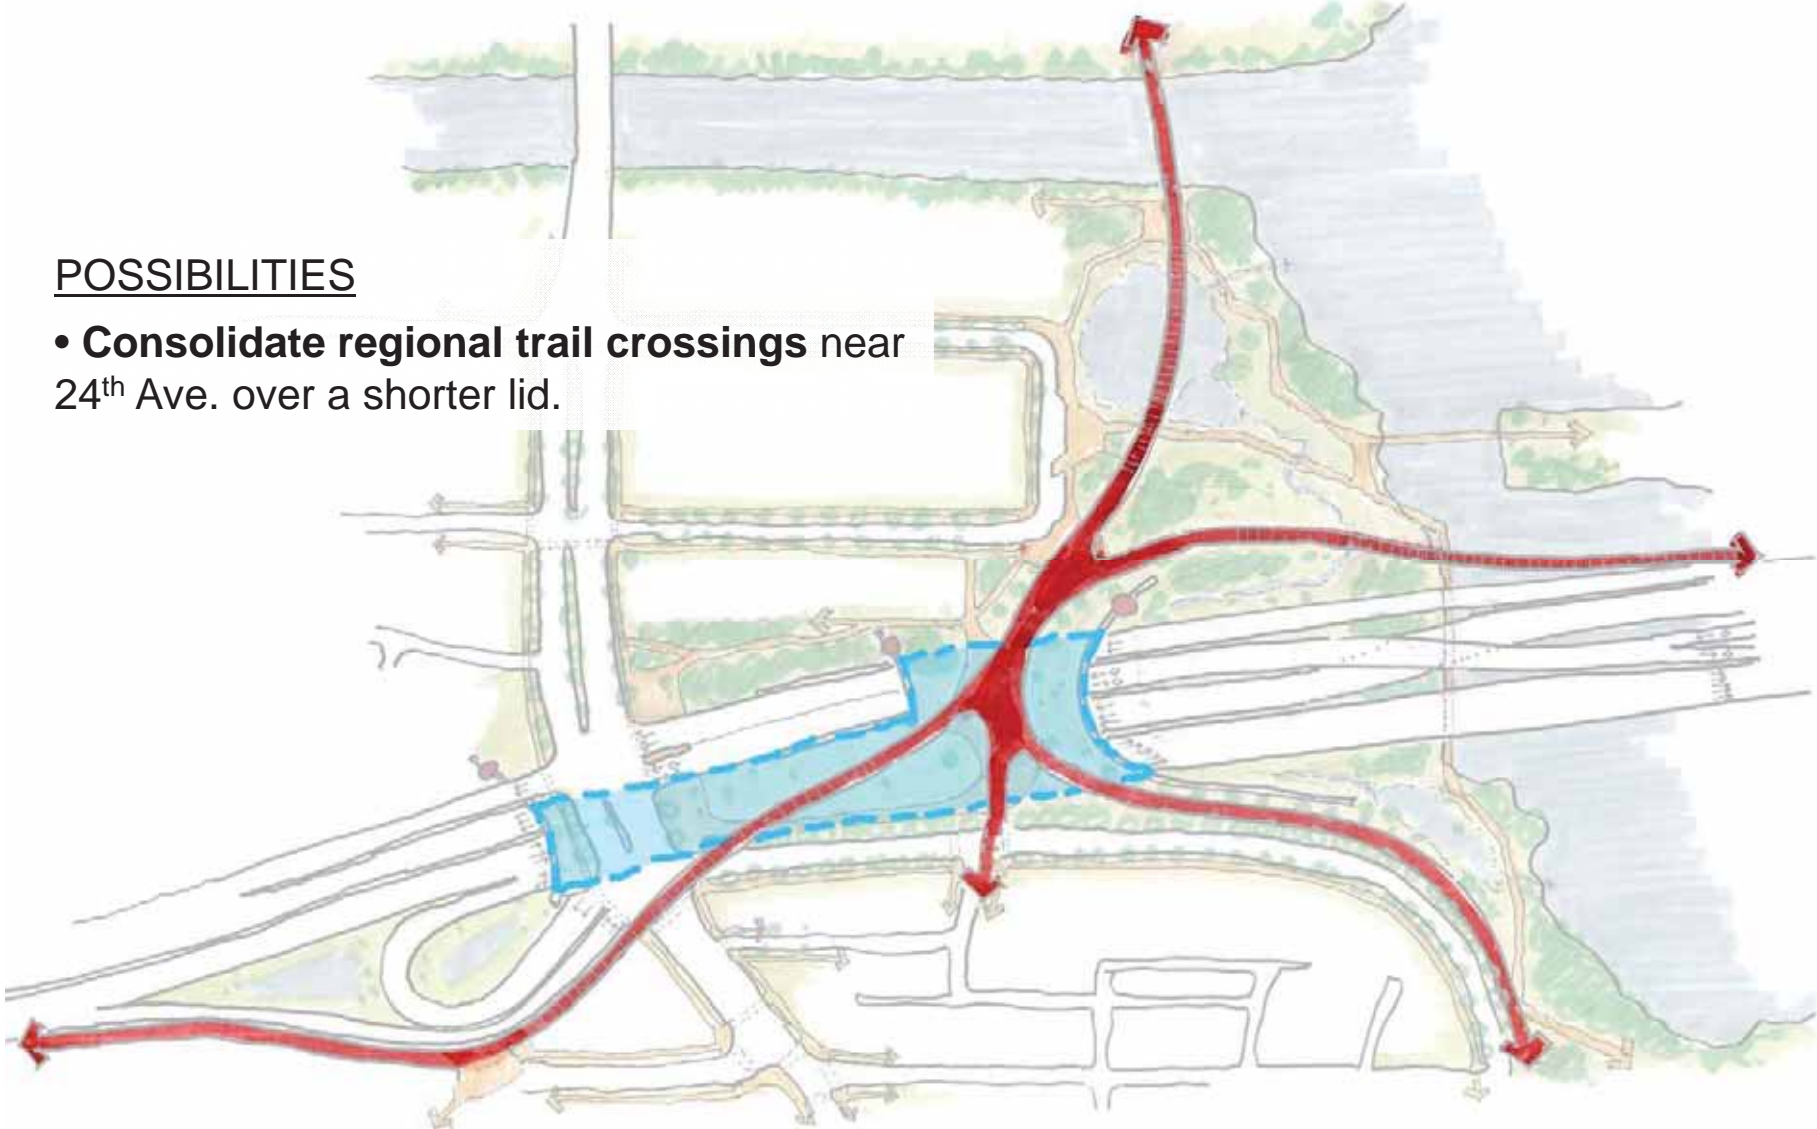 POSSIBILITIES
• Consolidate regional trail crossings near
24th Ave. over a shorter lid.